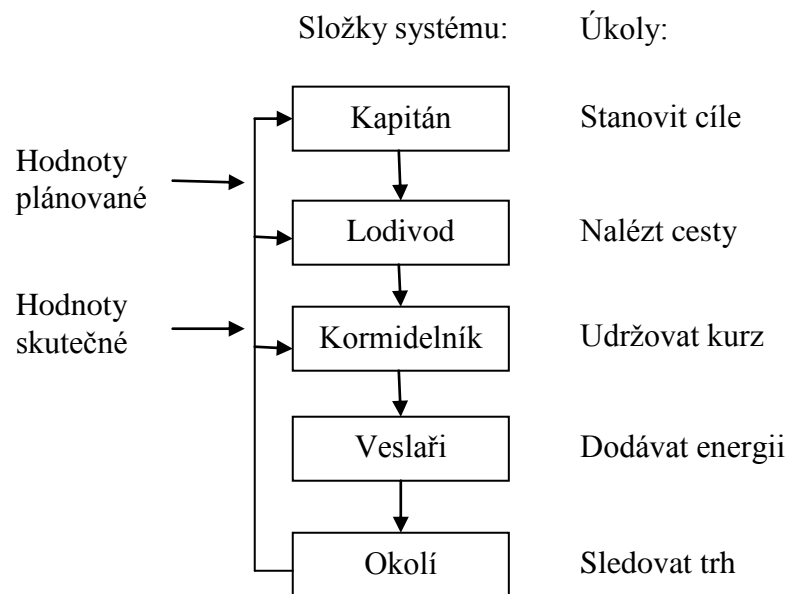 Složky systému: Úkoly:
Kapitán Stanovit cíle
Hodnoty
plánované
Lodivod Nalézt cesty
Hodnoty
skutečné
Kormidelník Udržovat kurz
Veslaři Dodávat energii
Okolí Sledovat trh